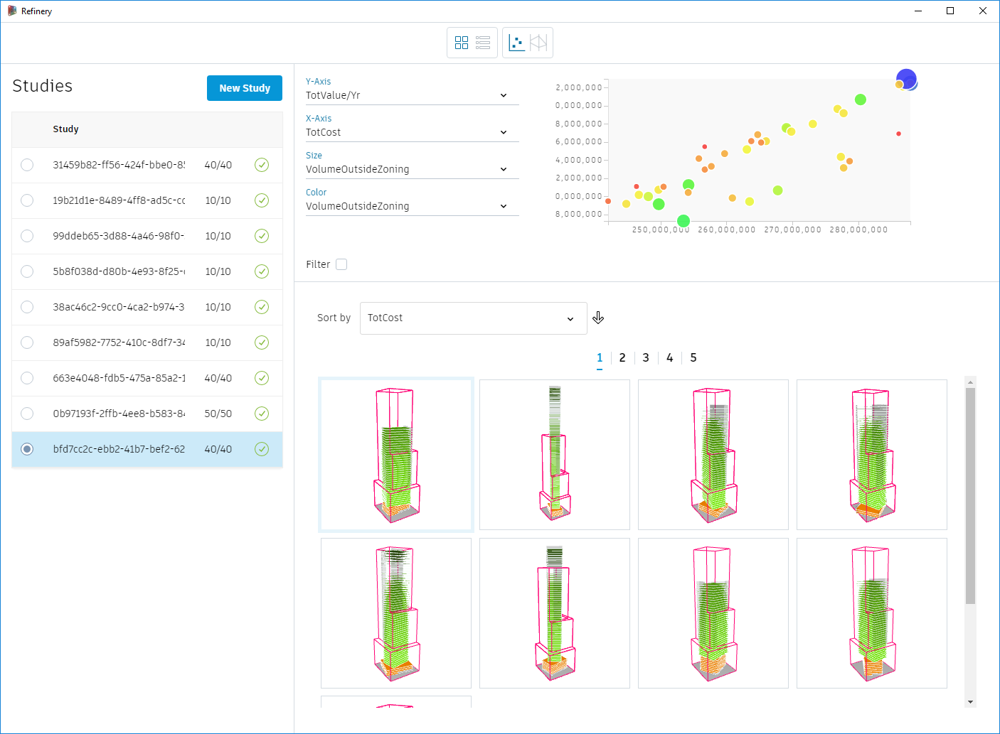 Refinery
Studies
New Study
Study
31459b82-ff56-424f-bbe0-85 40/40
19b21d1e-8489-4ff8-ad5c-cc 10/10
99ddeb65-3d88-4a46-98f0- 10/10
5b8f038d-d80b-4e93-8f25- 10/10
38ac46c2-9cc0-4ca2-b974-3 10/10
89af5982-7752-410c-8df7-34 10/10
663e4048-fdb5-475a-85a2-1 40/40
0b97193f-2ffb-4ee8-b583-84 50/50
bfd7cc2c-ebb2-41b7-bef2-62 40/40
Y-Axis
TotValue/Yr
X-Axis
TotCost
Size
VolumeOutsideZoning
Color
VolumeOutsideZoning
Filter
2,000,000
0,000,000
8,000,000
6,000,000
4,000,000
2,000,000
0,000,000
8,000,000
250,000,000 260,000,000 270,000,000 280,000,000
Sort by TotCost
1 2 3 4 5